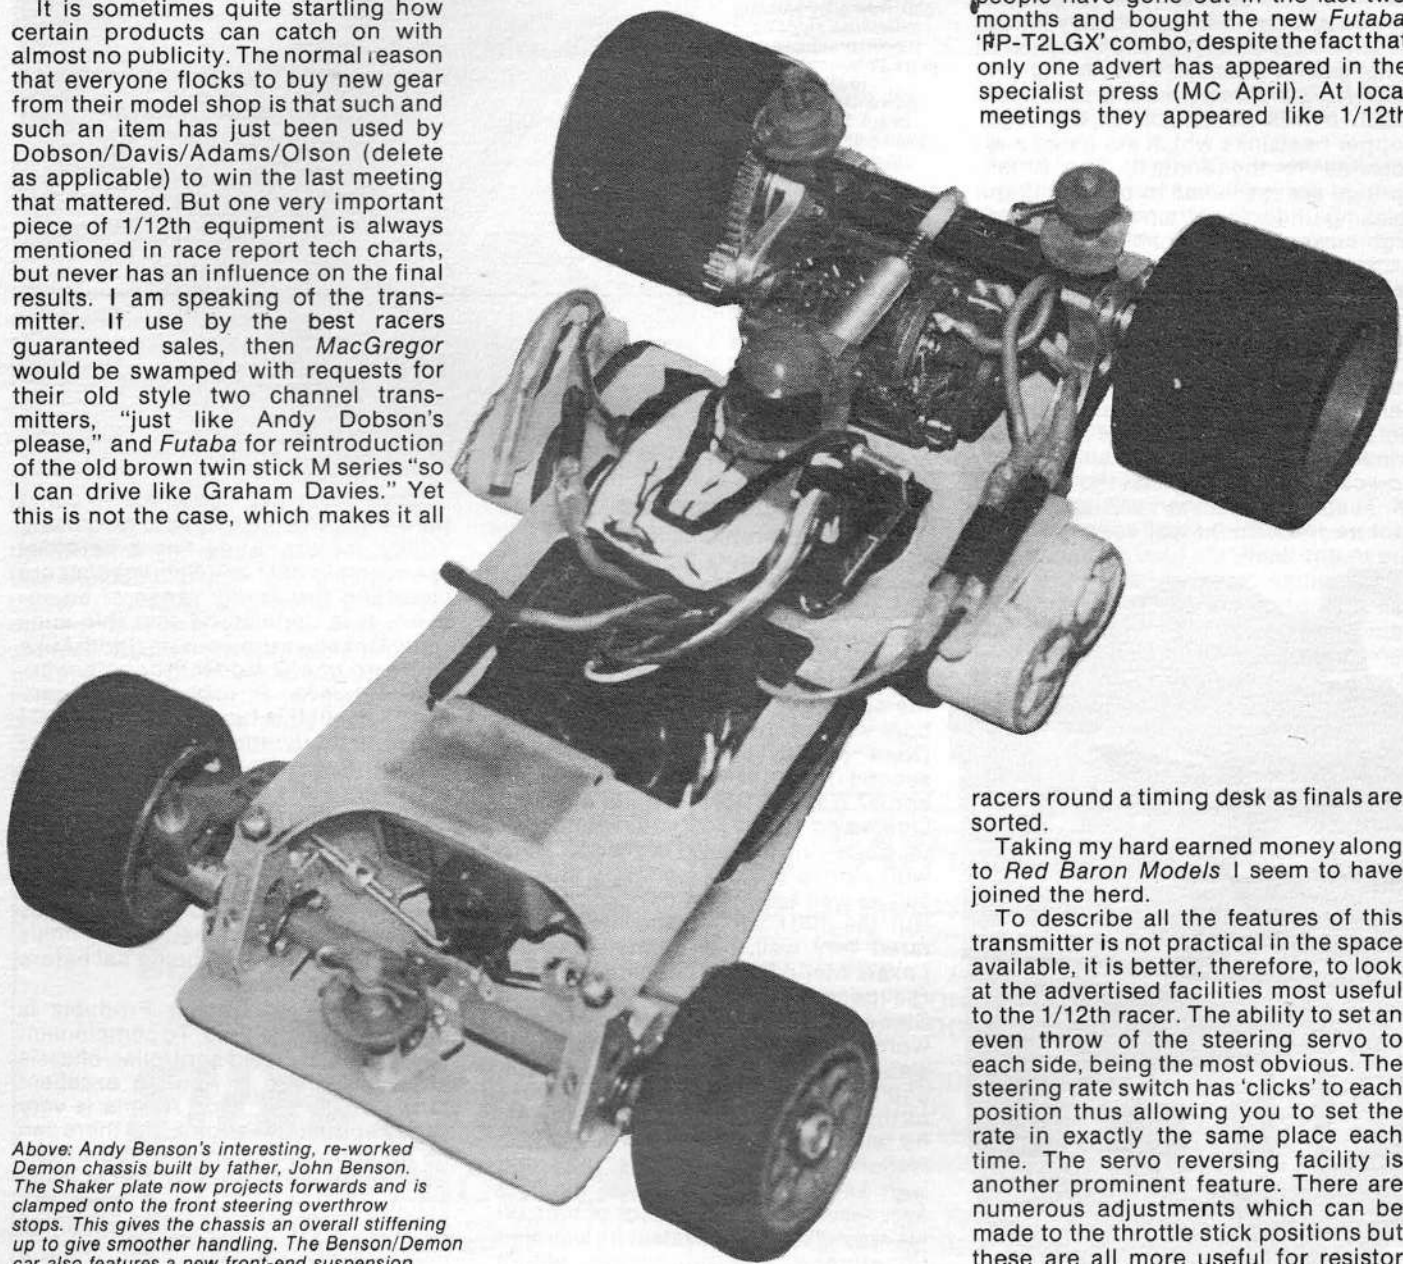 It is sometimes quite startling how
certain products can catch on with
almost no publicity. The normal reason
that everyone flocks to buy new gear
from their model shop is that such and
such an item has just been used by
Dobson/Davis/Adams/Olson (delete
as applicable) to win the last meeting
that mattered. But one very important
piece of 1/12th equipment is always
mentioned in race report tech charts,
but never has an influence on the final
results. I am speaking of the trans-
mitter. If use by the best racers
guaranteed sales, then MacGregor
would be swamped with requests for
their old style two channel trans-
mitters, "just like Andy Dobson's
please," and Futaba for reintroduction
of the old brown twin stick M series "so
I can drive like Graham Davies." Yet
this is not the case, which makes it all
Above: Andy Benson's interesting, re-worked
Demon chassis built by father, John Benson.
The Shaker plate now projects forwards and is
clamped onto the front steering overthrow
stops. This gives the chassis an overall stiffening
up to give smoother handling. The Benson/Demon
car also features a new front-end suspension
people have gone out in the last two
months and bought the new Futaba
'FP-T2LGX' combo, despite the fact that
only one advert has appeared in the
specialist press (MC April). At loca
meetings they appeared like 1/12th
racers round a timing desk as finals are
sorted.
Taking my hard earned money along
to Red Baron Models I seem to have
joined the herd.
To describe all the features of this
transmitter is not practical in the space
available, it is better, therefore, to look
at the advertised facilities most useful
to the 1/12th racer. The ability to set an
even throw of the steering servo to
each side, being the most obvious. The
steering rate switch has 'clicks' to each
position thus allowing you to set the
rate in exactly the same place each
time. The servo reversing facility is
another prominent feature. There are
numerous adjustments which can be
made to the throttle stick positions but
these are all more useful for resistor